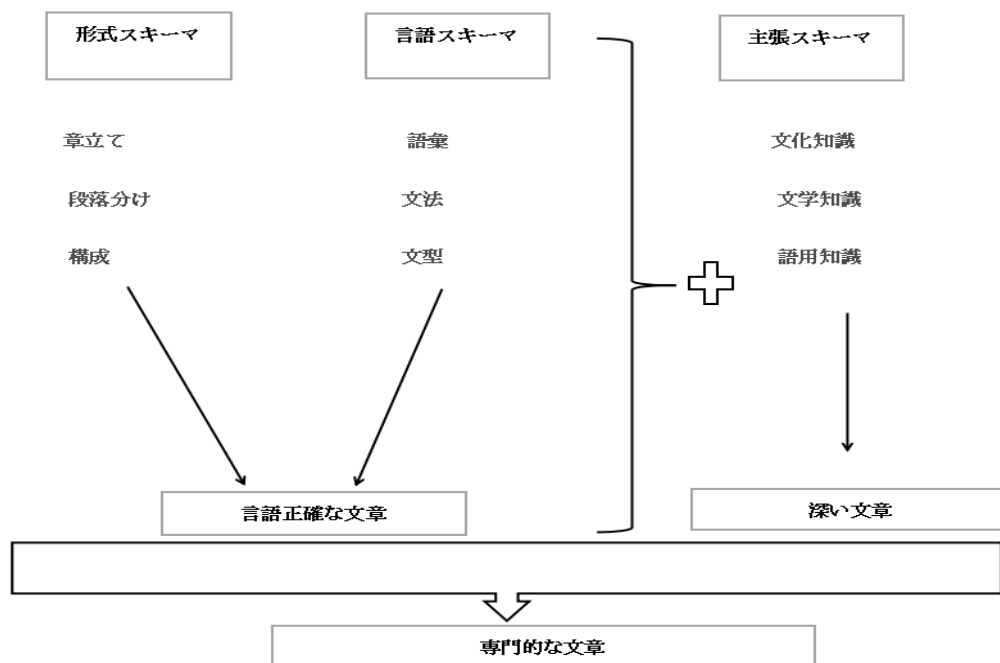 形式スキーマ
言語スキーマ
主張スキーマ
章立て
語彙
文化知識
段落分け
文法
文学知識
構成
文型
語用知識
言語正確な文章
深い文章
専門的な文章